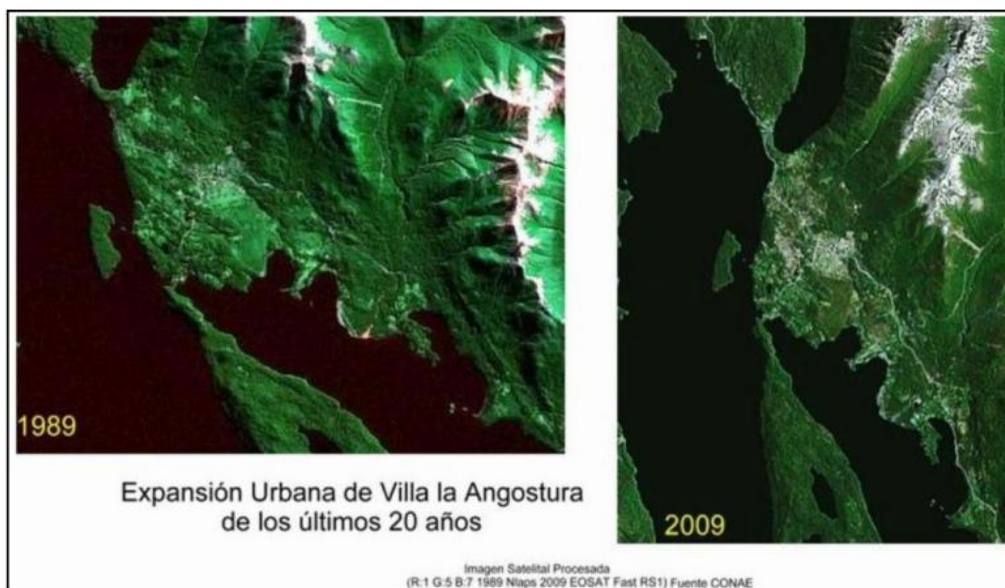 1989
2009
Expansión Urbana de Villa la Angostura
de los últimos 20 años
Imagen Satelital Procesada
(R:1 G:5 B:7 1989 Nlaps 2009 EOSAT Fast RS1) Fuente CONAE